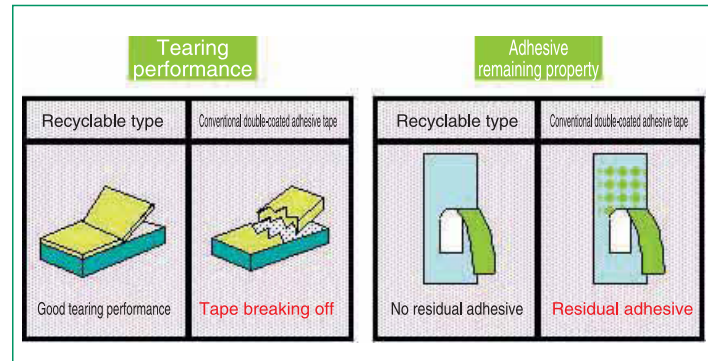 Tearing
performance
Recyclable type
Conventional double-coated adhesive tape
Good tearing performance
Tape breaking off
Adhesive
remaining property
Recyclable type
Conventional double-coated adhesive tape
No residual adhesive
Residual adhesive